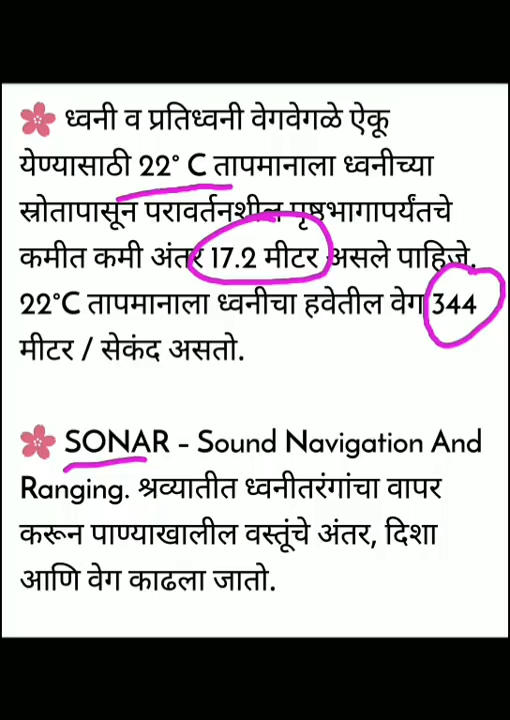 ध्वनी व प्रतिध्वनी वेगवेगळे ऐकू
येण्यासाठी 22° C तापमानाला ध्वनीच्या
स्रोतापासून परावर्तनशील पृष्ठभागापर्यंतचे
कमीत कमी अंतर 17.2 मीटर असले पाहिजे.
22°C तापमानाला ध्वनीचा हवेतील वेग 344
मीटर / सेकंद असतो.
SONAR - Sound Navigation And
Ranging. श्रव्यातीत ध्वनीतरंगांचा वापर
करून पाण्याखालील वस्तूंचे अंतर, दिशा
आणि वेग काढला जातो.